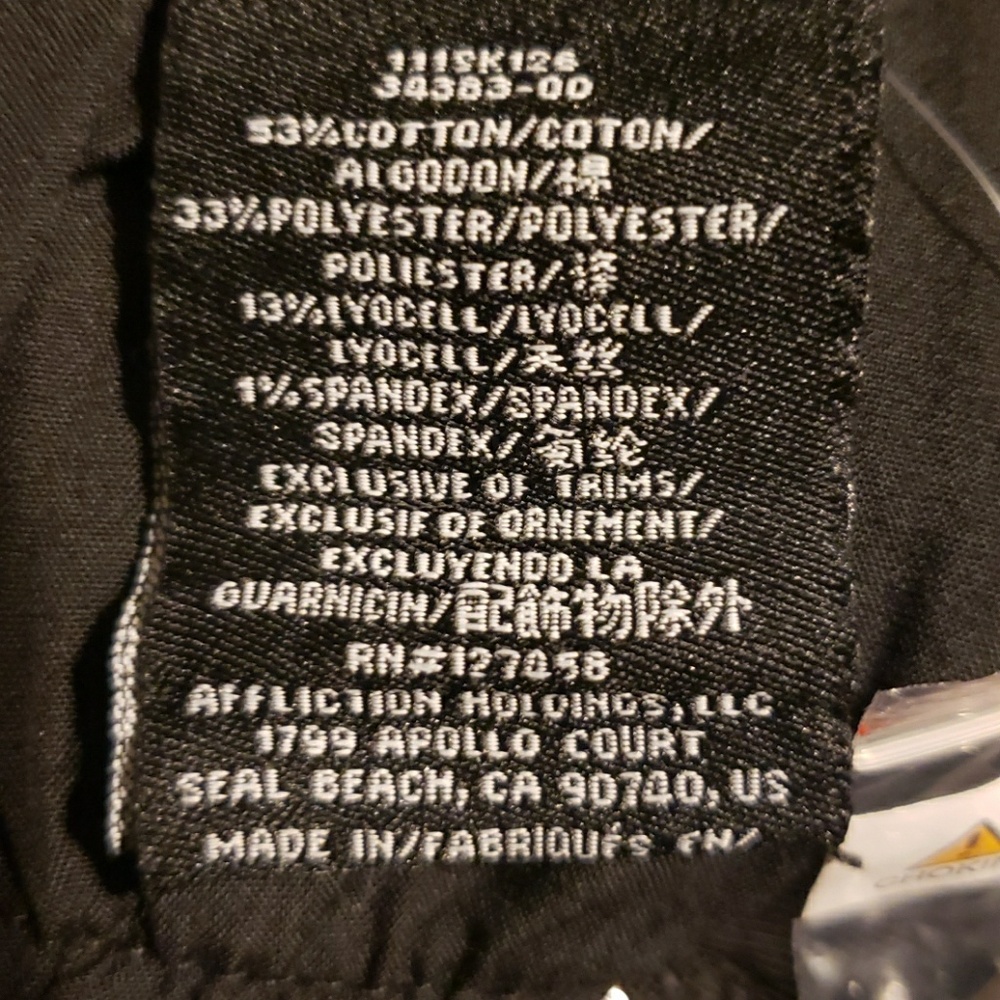 111SK126
34383-00
53%COTTON/COTON/
ALGODON/棉
33%POLYESTER/POLYESTER/
POLIESTER/涤
13%LYOCELL/LYOCELL/
LYOCELL/天丝
1%SPANDEX/SPANDEX/
SPANDEX/氨纶
EXCLUSIVE OF TRIMS/
EXCLUSIF DE ORNEMENT/
EXCLUYENDO LA
GUARNICIN/配飾物除外
RN#127458
AFFLICTION HOLDINGS,LLC
1799 APOLLO COURT
SEAL BEACH, CA 90740, US
MADE IN/FABRIQUÉS EN/